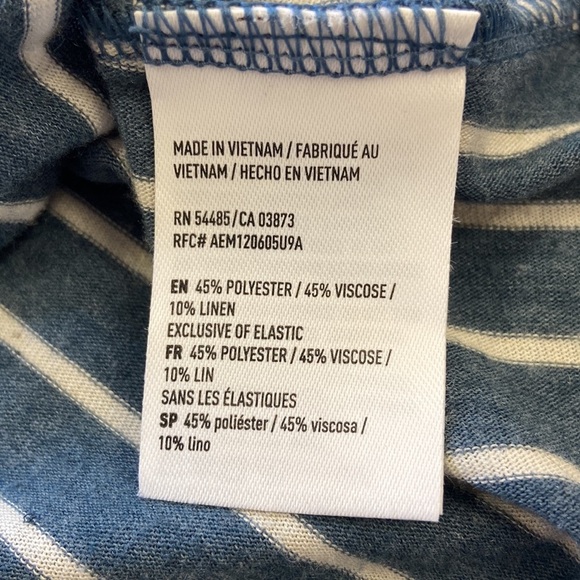 MADE IN VIETNAM / FABRIQUÉ AU
VIETNAM / HECHO EN VIETNAM
RN 54485/CA 03873
RFC# AEM120605U9A
EN 45% POLYESTER / 45% VISCOSE /
10% LINEN
EXCLUSIVE OF ELASTIC
FR 45% POLYESTER / 45% VISCOSE /
10% LIN
SANS LES ÉLASTIQUES
SP 45% poliéster / 45% viscosa /
10% lino